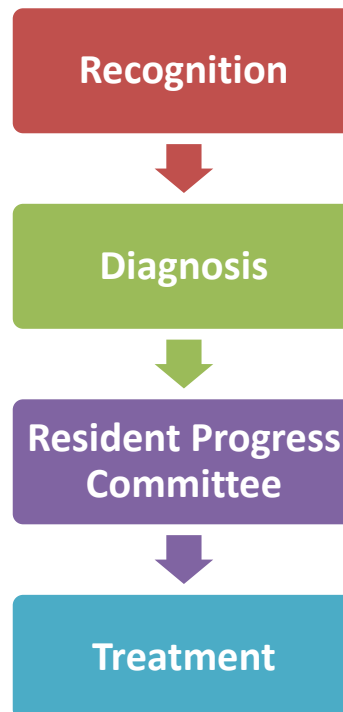 Recognition
Diagnosis
Resident Progress
Committee
Treatment